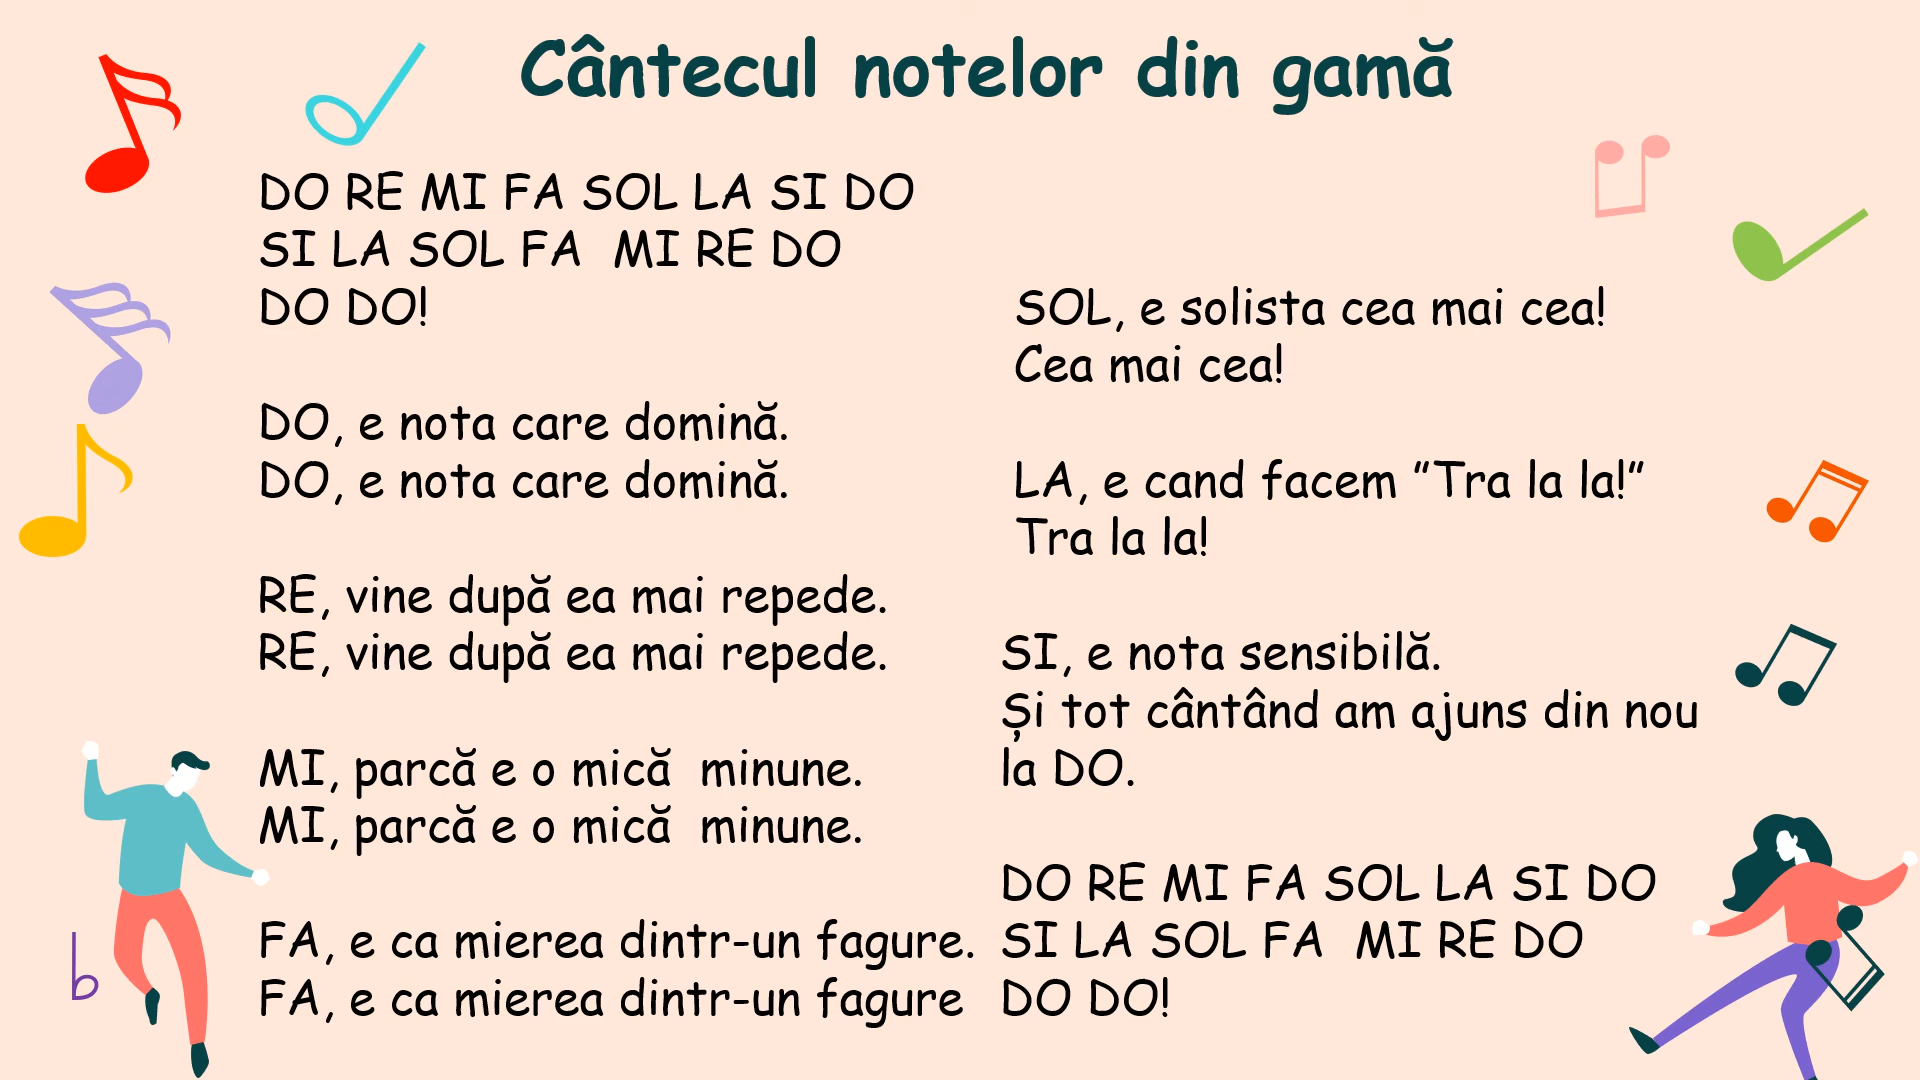 Cântecul notelor din gamă
DO RE MI FA SOL LA SI DO
SI LA SOL FA  MI RE DO
DO DO!
DO, e nota care domină.
DO, e nota care domină.
RE, vine după ea mai repede.
RE, vine după ea mai repede.
MI, parcă e o mică  minune.
MI, parcă e o mică  minune.
FA, e ca mierea dintr-un fagure.
FA, e ca mierea dintr-un fagure
SOL, e solista cea mai cea!
Cea mai cea!
LA, e cand facem ”Tra la la!”
Tra la la!
SI, e nota sensibilă.
Și tot cântând am ajuns din nou
la DO.
DO RE MI FA SOL LA SI DO
SI LA SOL FA  MI RE DO
DO DO!